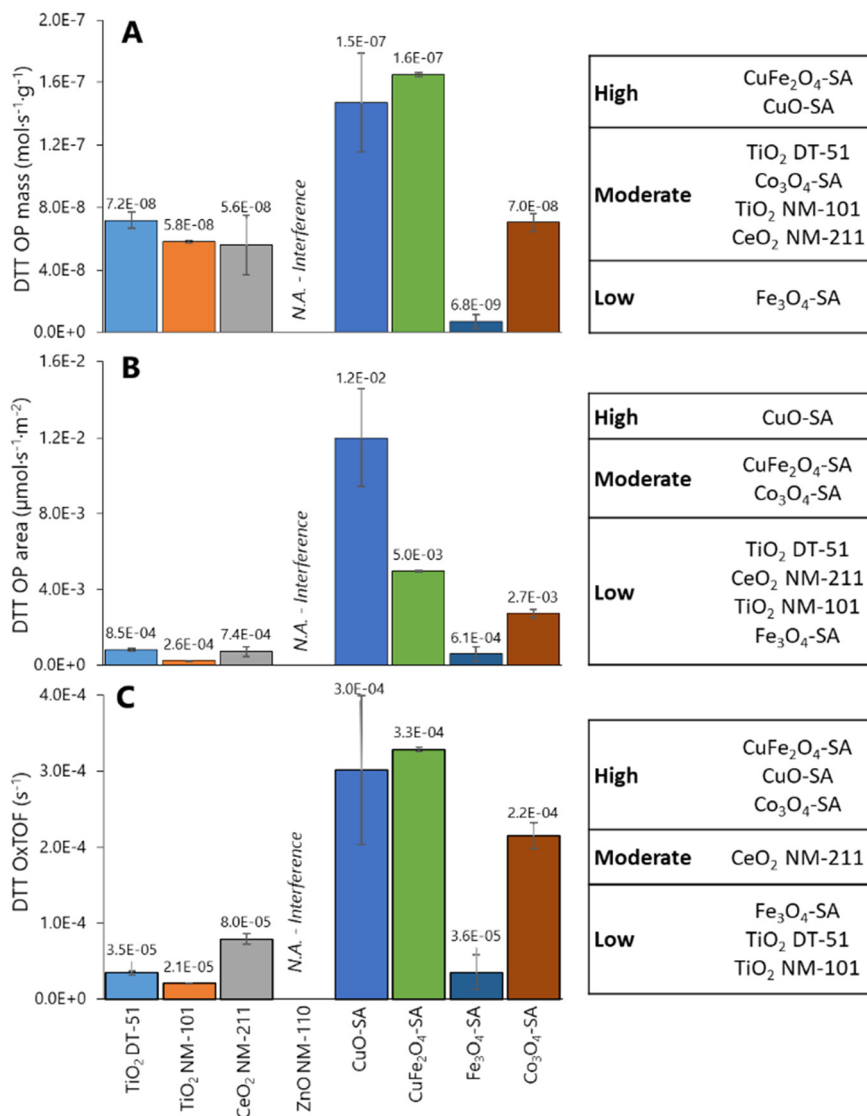 A
DTT OP mass (mol·s⁻¹·g⁻¹)
2.0E-7
1.6E-7
1.2E-7
8.0E-8
4.0E-8
0.0E+0
7.2E-08
5.8E-08
5.6E-08
N.A. - Interference
1.5E-07
1.6E-07
6.8E-09
7.0E-08
High
CuFe₂O₄-SA
CuO-SA
Moderate
TiO₂ DT-51
Co₃O₄-SA
TiO₂ NM-101
CeO₂ NM-211
Low
Fe₃O₄-SA
B
DTT OP area (µmol·s⁻¹·m⁻²)
1.6E-2
1.2E-2
8.0E-3
4.0E-3
0.0E+0
8.5E-04
2.6E-04
7.4E-04
N.A. - Interference
1.2E-02
5.0E-03
6.1E-04
2.7E-03
High
CuO-SA
Moderate
CuFe₂O₄-SA
Co₃O₄-SA
Low
TiO₂ DT-51
CeO₂ NM-211
TiO₂ NM-101
Fe₃O₄-SA
C
DTT OxTOF (s⁻¹)
4.0E-4
3.0E-4
2.0E-4
1.0E-4
0.0E+0
3.5E-05
2.1E-05
8.0E-05
N.A. - Interference
3.0E-04
3.3E-04
3.6E-05
2.2E-04
High
CuFe₂O₄-SA
CuO-SA
Co₃O₄-SA
Moderate
CeO₂ NM-211
Low
Fe₃O₄-SA
TiO₂ DT-51
TiO₂ NM-101
TiO₂ DT-51
TiO₂ NM-101
CeO₂ NM-211
ZnO NM-110
CuO-SA
CuFe₂O₄-SA
Fe₃O₄-SA
Co₃O₄-SA